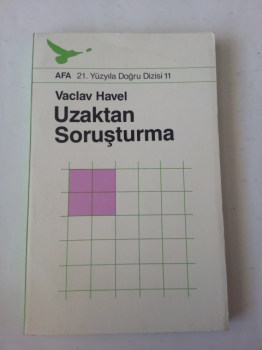 AFA 21. Yüzyıla Doğru Dizisi 11
Vaclav Havel
Uzaktan
Soruşturma